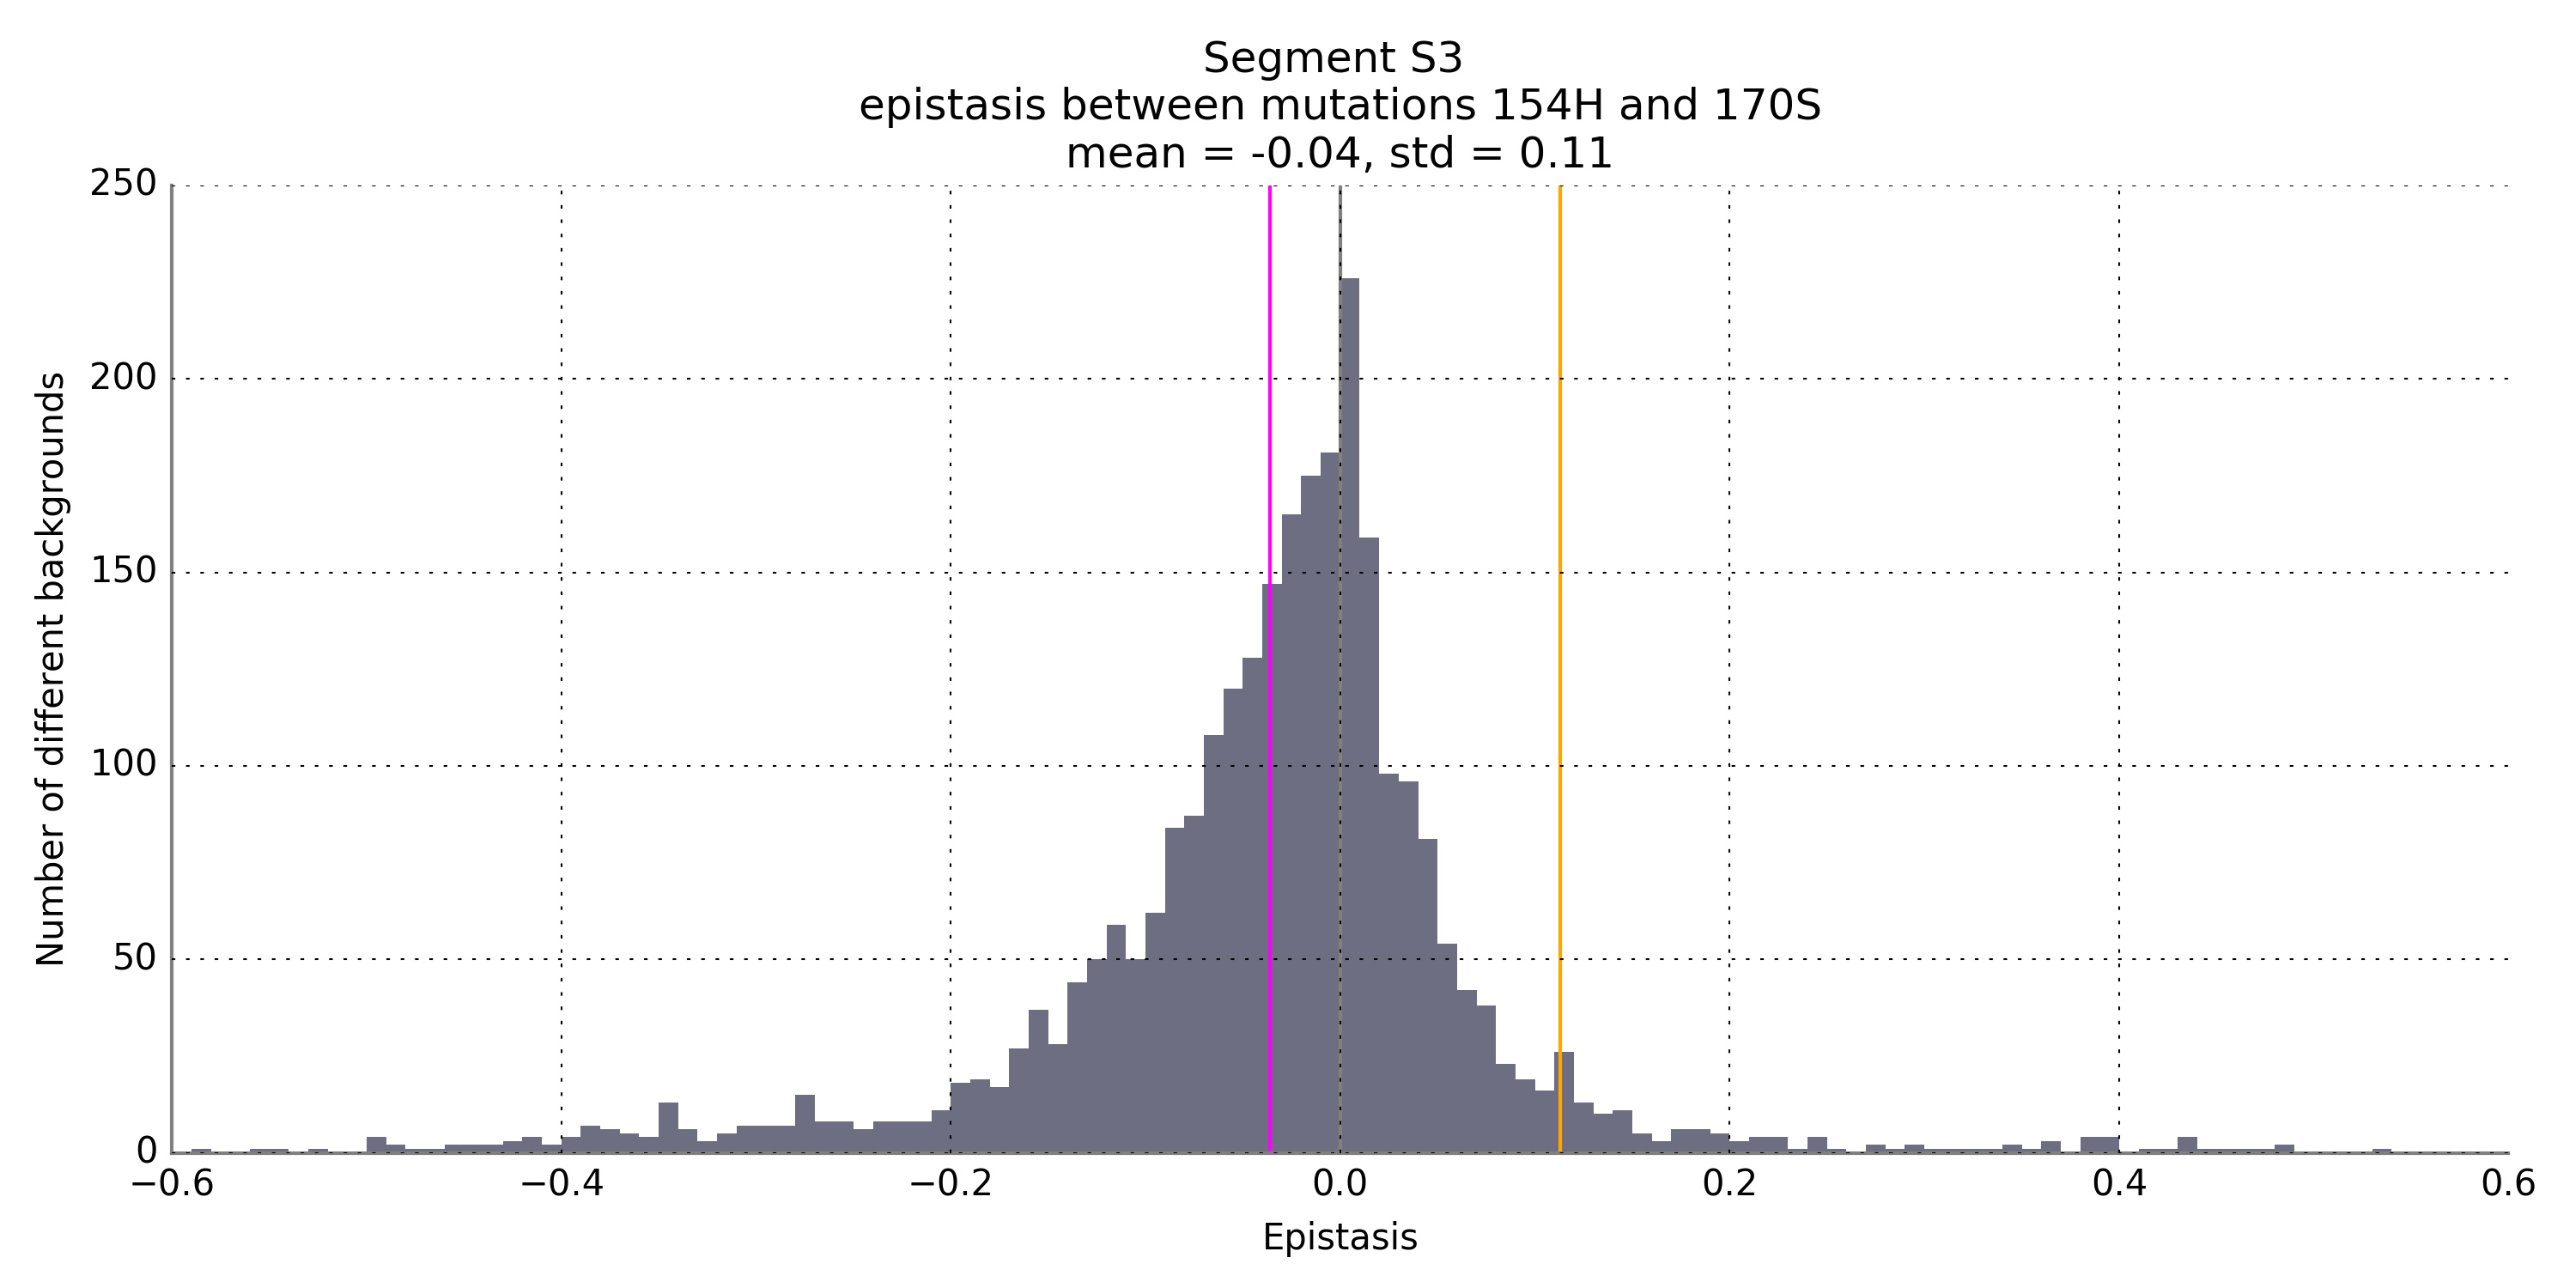 Segment S3
epistasis between mutations 154H and 170S
mean = -0.04, std = 0.11
250
200
150
100
50
0
Number of different backgrounds
−0.6 −0.4 −0.2 0.0 0.2 0.4 0.6
Epistasis